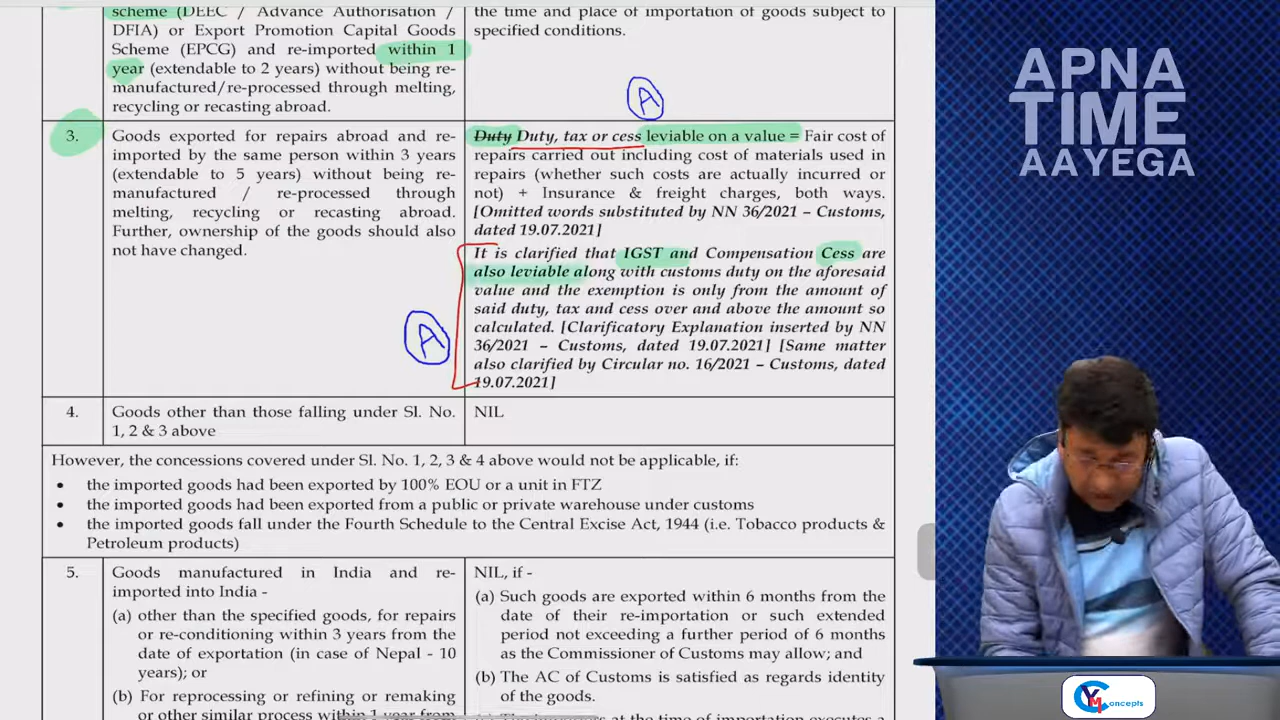 scheme (DEEC / Advance Authorisation /
DFIA) or Export Promotion Capital Goods
Scheme (EPCG) and re-imported within 1
year (extendable to 2 years) without being re-
manufactured/re-processed through melting,
recycling or recasting abroad.
the time and place of importation of goods subject to
specified conditions.
A
3.
Goods exported for repairs abroad and re-
imported by the same person within 3 years
(extendable to 5 years) without being re-
manufactured / re-processed through
melting, recycling or recasting abroad.
Further, ownership of the goods should also
not have changed.
Duty Duty, tax or cess leviable on a value = Fair cost of
repairs carried out including cost of materials used in
repairs (whether such costs are actually incurred or
not) + Insurance & freight charges, both ways.
[Omitted words substituted by NN 36/2021 – Customs,
dated 19.07.2021]
It is clarified that IGST and Compensation Cess are
also leviable along with customs duty on the aforesaid
value and the exemption is only from the amount of
said duty, tax and cess over and above the amount so
calculated. [Clarificatory Explanation inserted by NN
36/2021 – Customs, dated 19.07.2021] [Same matter
also clarified by Circular no. 16/2021 – Customs, dated
19.07.2021]
A
4.
Goods other than those falling under Sl. No.
1, 2 & 3 above
NIL
However, the concessions covered under Sl. No. 1, 2, 3 & 4 above would not be applicable, if:
• the imported goods had been exported by 100% EOU or a unit in FTZ
• the imported goods had been exported from a public or private warehouse under customs
• the imported goods fall under the Fourth Schedule to the Central Excise Act, 1944 (i.e. Tobacco products &
Petroleum products)
5.
Goods manufactured in India and re-
imported into India -
(a) other than the specified goods, for repairs
or re-conditioning within 3 years from the
date of exportation (in case of Nepal - 10
years); or
(b) For reprocessing or refining or remaking
or other similar process within 1 year from
NIL, if -
(a) Such goods are exported within 6 months from the
date of their re-importation or such extended
period not exceeding a further period of 6 months
as the Commissioner of Customs may allow; and
(b) The AC of Customs is satisfied as regards identity
of the goods.
at the time of importation executes a
APNA
TIME
AAYEGA
YM
Concepts